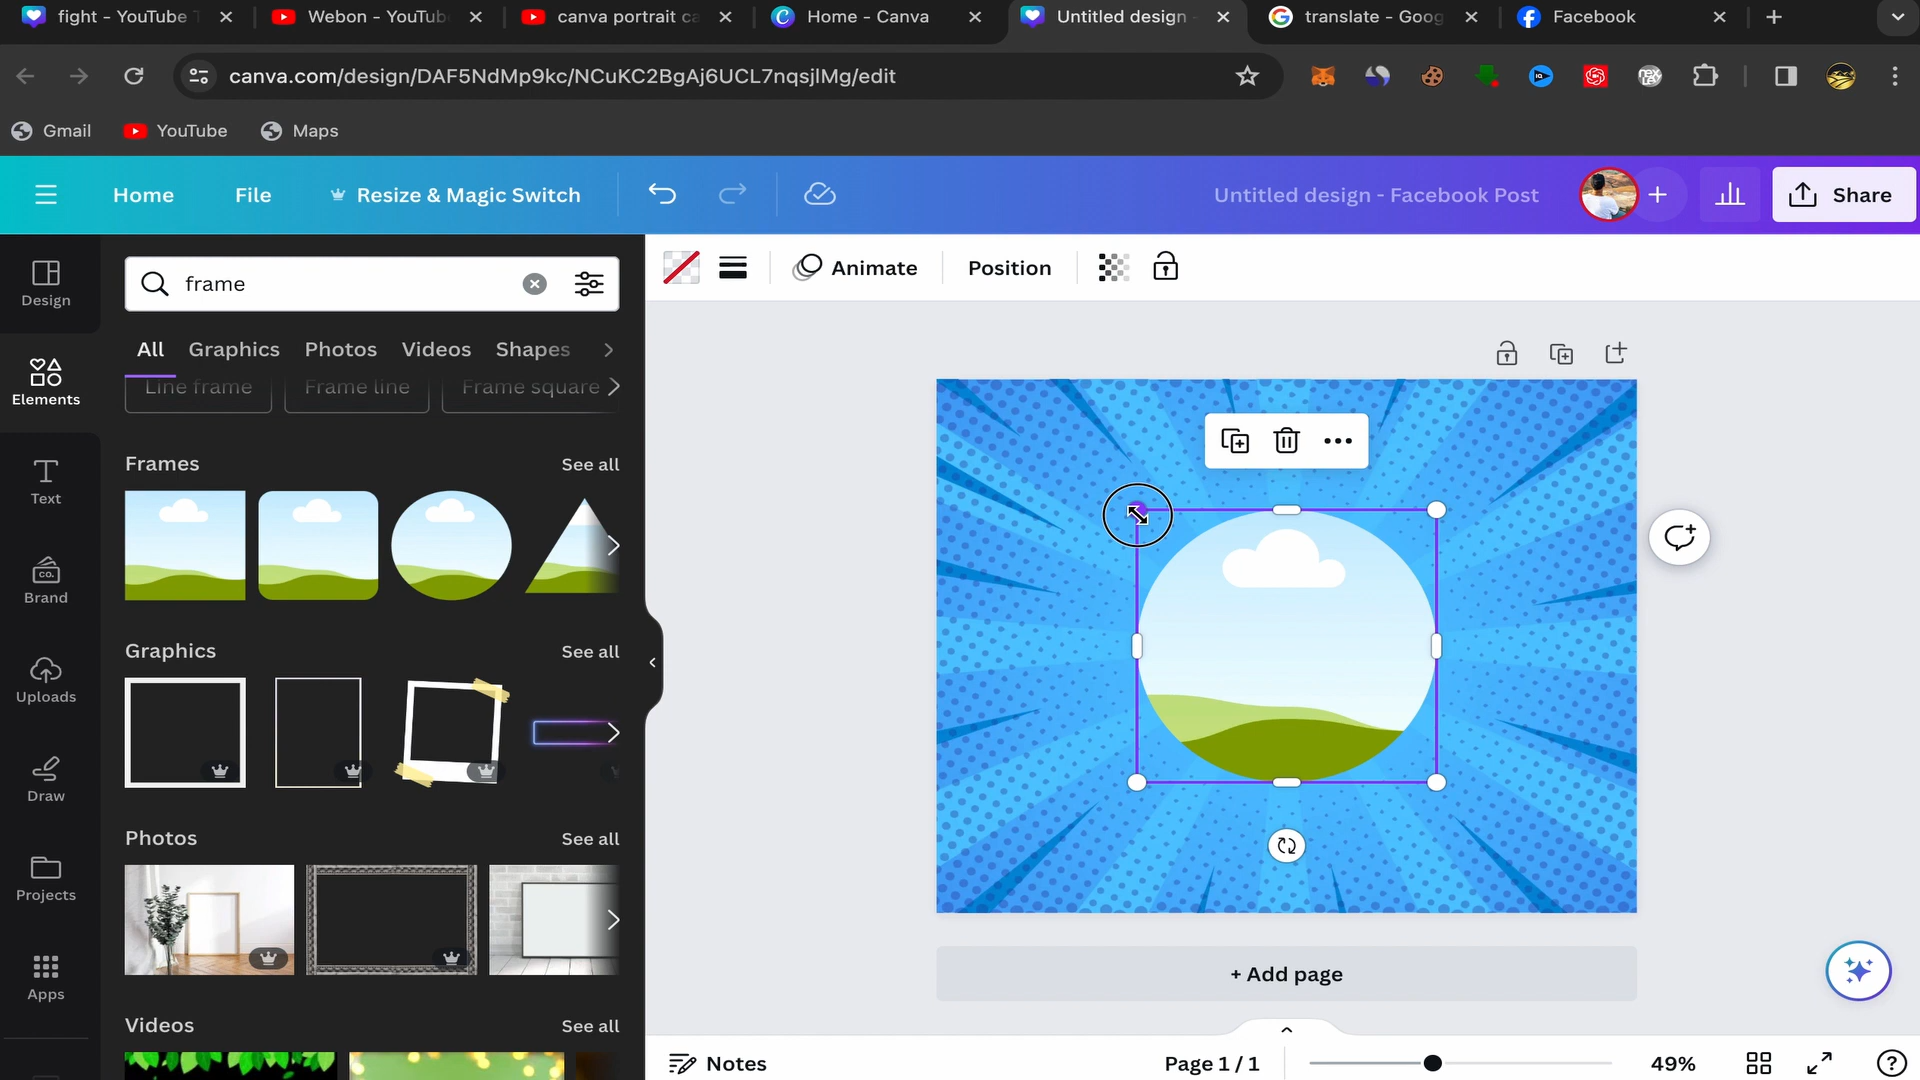 fight - YouTube
Webon - YouTub
canva portrait ca
Home - Canva
Untitled design -
translate - Goog
Facebook
canva.com/design/DAF5NdMp9kc/NCuKC2BgAj6UCL7nqsjlMg/edit
Gmail
YouTube
Maps
Home
File
Resize & Magic Switch
Untitled design - Facebook Post
Share
Design
Elements
Text
Brand
Uploads
Draw
Projects
Apps
frame
All
Graphics
Photos
Videos
Shapes
Line frame
Frame line
Frame square
Frames
See all
Graphics
See all
Photos
See all
Videos
See all
Animate
Position
+ Add page
Notes
Page 1 / 1
49%